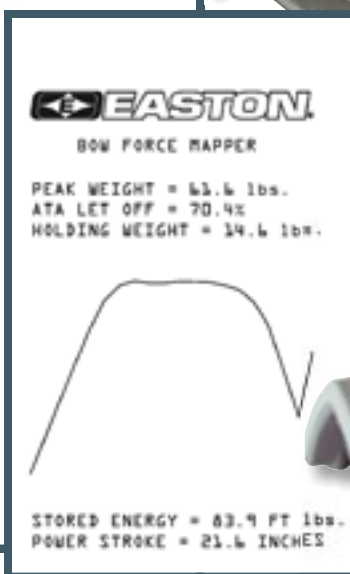 E EASTON
BOW FORCE MAPPER
PEAK WEIGHT = 61.6 lbs.
ATA LET OFF = 70.4%
HOLDING WEIGHT = 14.6 lbs.
STORED ENERGY = 83.9 FT lbs.
POWER STROKE = 21.6 INCHES